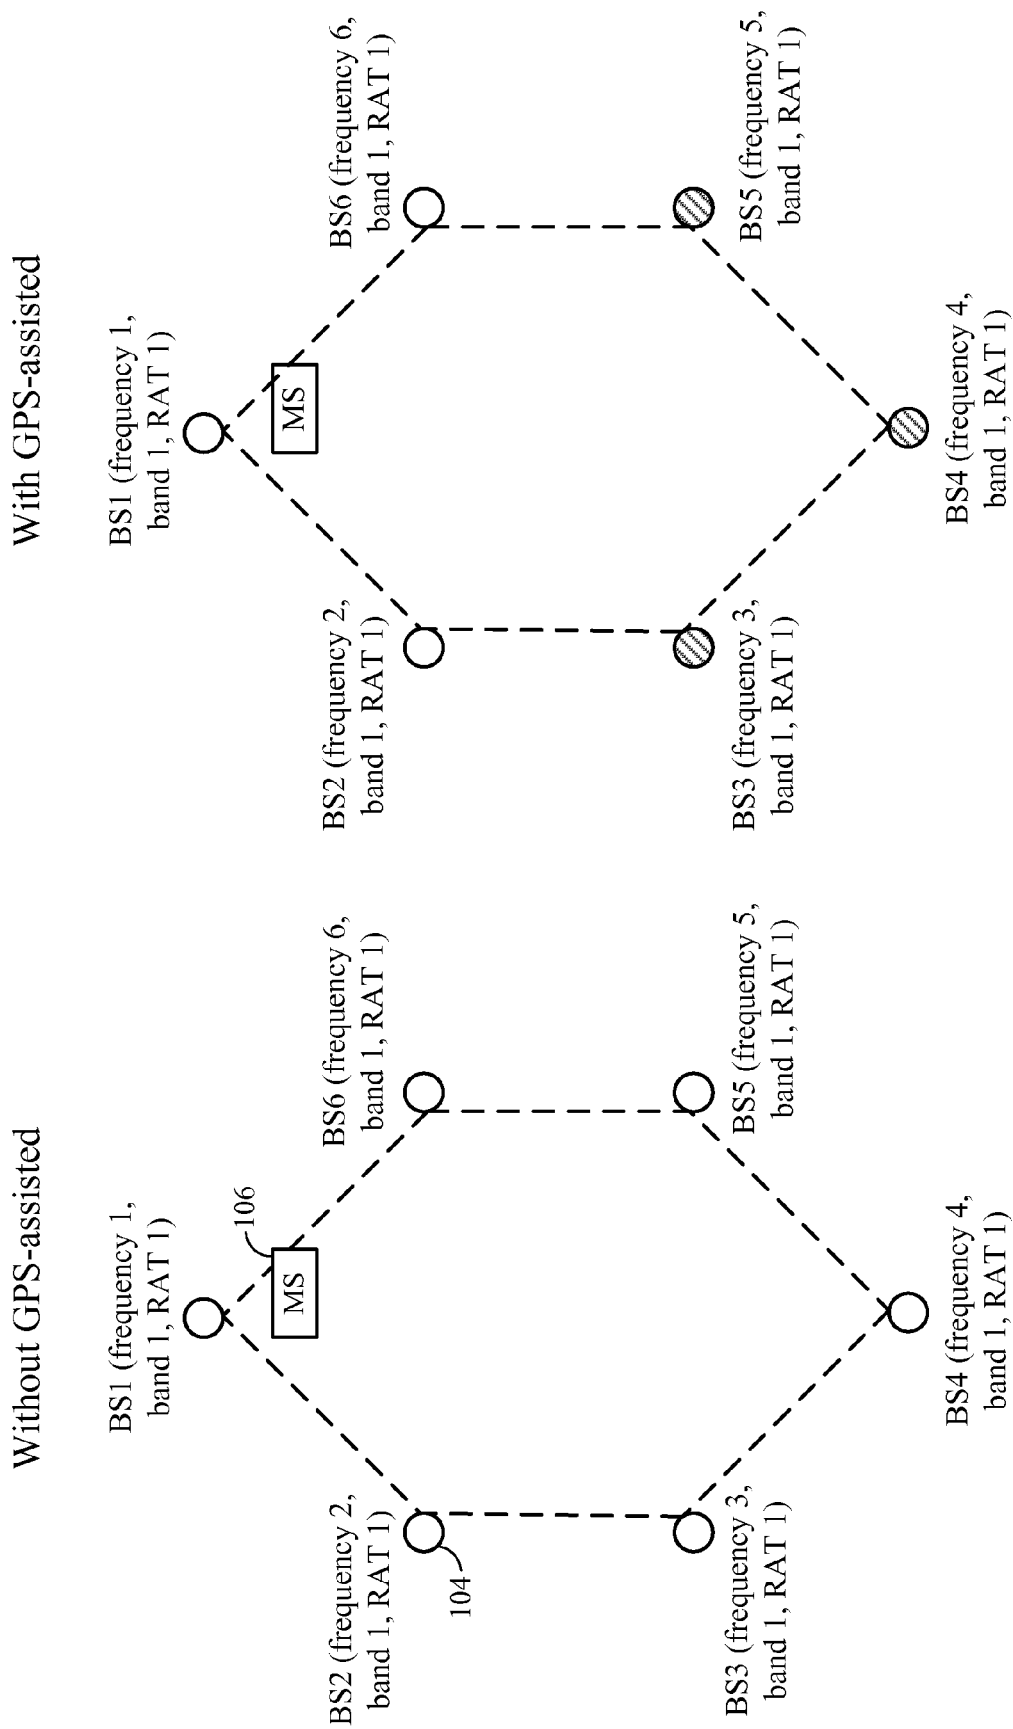 Without GPS-assisted
BS1 (frequency 1,
band 1, RAT 1)
106
MS
BS2 (frequency 2,
band 1, RAT 1)
104
BS6 (frequency 6,
band 1, RAT 1)
BS3 (frequency 3,
band 1, RAT 1)
BS5 (frequency 5,
band 1, RAT 1)
BS4 (frequency 4,
band 1, RAT 1)
With GPS-assisted
BS1 (frequency 1,
band 1, RAT 1)
MS
BS2 (frequency 2,
band 1, RAT 1)
BS6 (frequency 6,
band 1, RAT 1)
BS3 (frequency 3,
band 1, RAT 1)
BS5 (frequency 5,
band 1, RAT 1)
BS4 (frequency 4,
band 1, RAT 1)